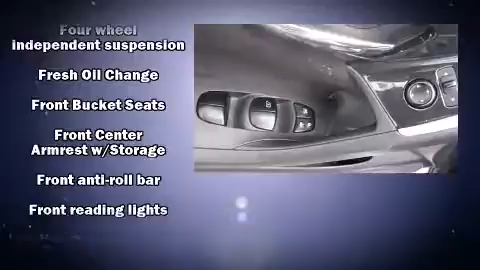 Four wheel
independent suspension
Fresh Oil Change
Front Bucket Seats
Front Center
Armrest w/Storage
Front anti-roll bar
Front reading lights